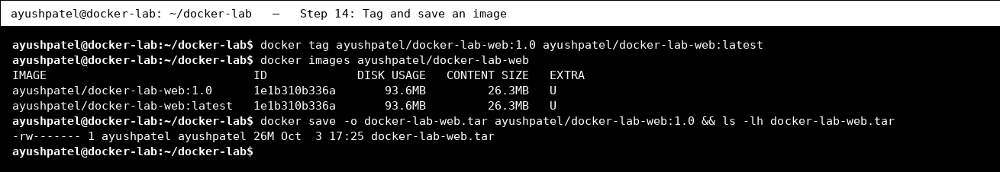 ayushpatel@docker-lab: ~/docker-lab — Step 14: Tag and save an image
ayushpatel@docker-lab:~/docker-lab$ docker tag ayushpatel/docker-lab-web:1.0 ayushpatel/docker-lab-web:latest
ayushpatel@docker-lab:~/docker-lab$ docker images ayushpatel/docker-lab-web
IMAGE                              ID             DISK USAGE   CONTENT SIZE   EXTRA
ayushpatel/docker-lab-web:1.0      1e1b310b336a       93.6MB         26.3MB   U
ayushpatel/docker-lab-web:latest   1e1b310b336a       93.6MB         26.3MB   U
ayushpatel@docker-lab:~/docker-lab$ docker save -o docker-lab-web.tar ayushpatel/docker-lab-web:1.0 && ls -lh docker-lab-web.tar
-rw------- 1 ayushpatel ayushpatel 26M Oct  3 17:25 docker-lab-web.tar
ayushpatel@docker-lab:~/docker-lab$